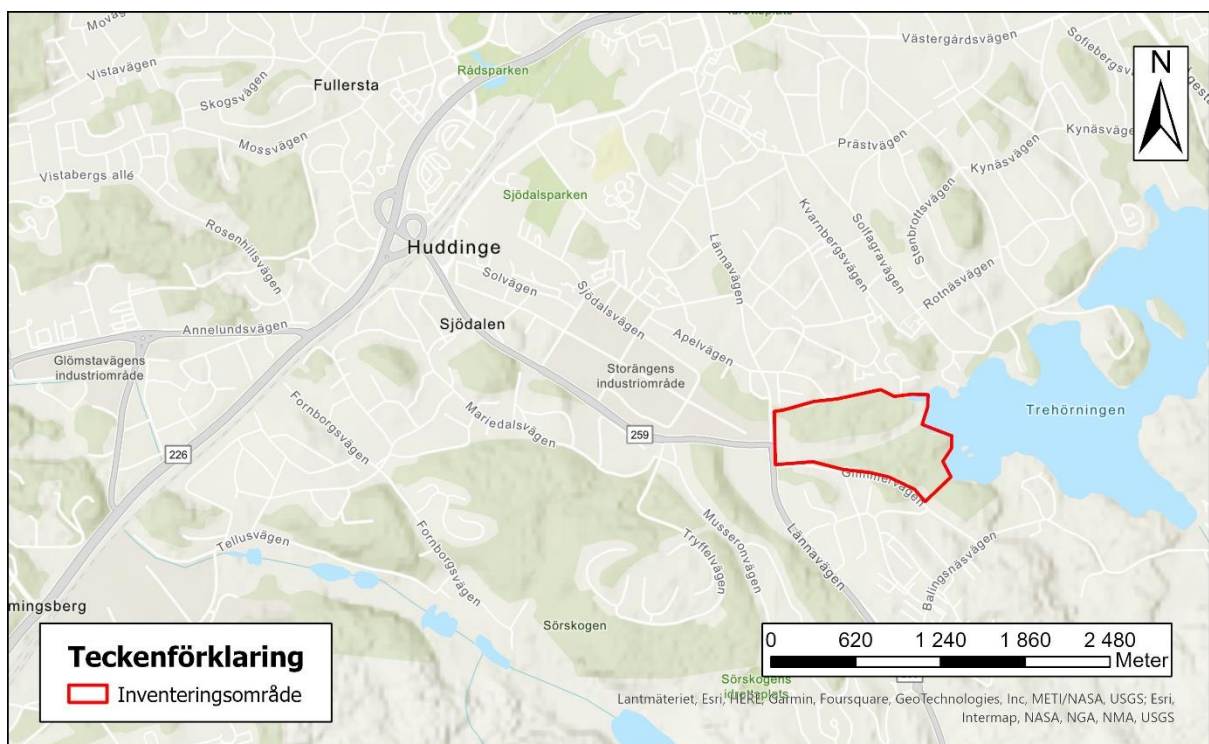 Movägen
idrottsplats
Västergårdsvägen
Vistavägen
Rådsparken
Fullersta
Skogsvägen
N
Mossvägen
Prästvägen
Kynäsvägen
Kynäsvägen
Vistabergs allé
Sjödalsparken
Rosenhillsvägen
Stenbrottsvägen
Solfagravägen
Kvarnbergsvägen
Lännavägen
Huddinge
Solvägen
Sjödalsvägen
Rotnäsvägen
Annelundsvägen
Sjödalen
Apelvägen
Glömstavägens
industriområde
Storängens
industriområde
Fornborgsvägen
Mariedalsvägen
Trehörningen
259
226
Glimmervägen
Tellusvägen
Fornborgsvägen
Musseronvägen
Tryffelvägen
Lännavägen
Balingsnäsvägen
mingsberg
Sörskogen
Teckenförklaring
Inventeringsområde
0 620 1 240 1 860 2 480
Meter
Sörskogens
idrottsplats
Lantmäteriet, Esri, HERE, Garmin, Foursquare, GeoTechnologies, Inc, METI/NASA, USGS; Esri,
Intermap, NASA, NGA, NMA, USGS